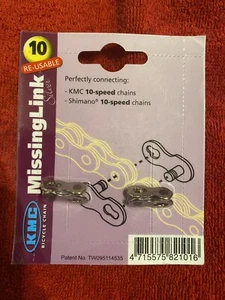 10
RE-USABLE
MissingLink
Silver
KMC
BICYCLE CHAIN
Perfectly connecting:
- KMC 10-speed chains
- Shimano® 10-speed chains
Patent No. TW095114535
4 715575 821016